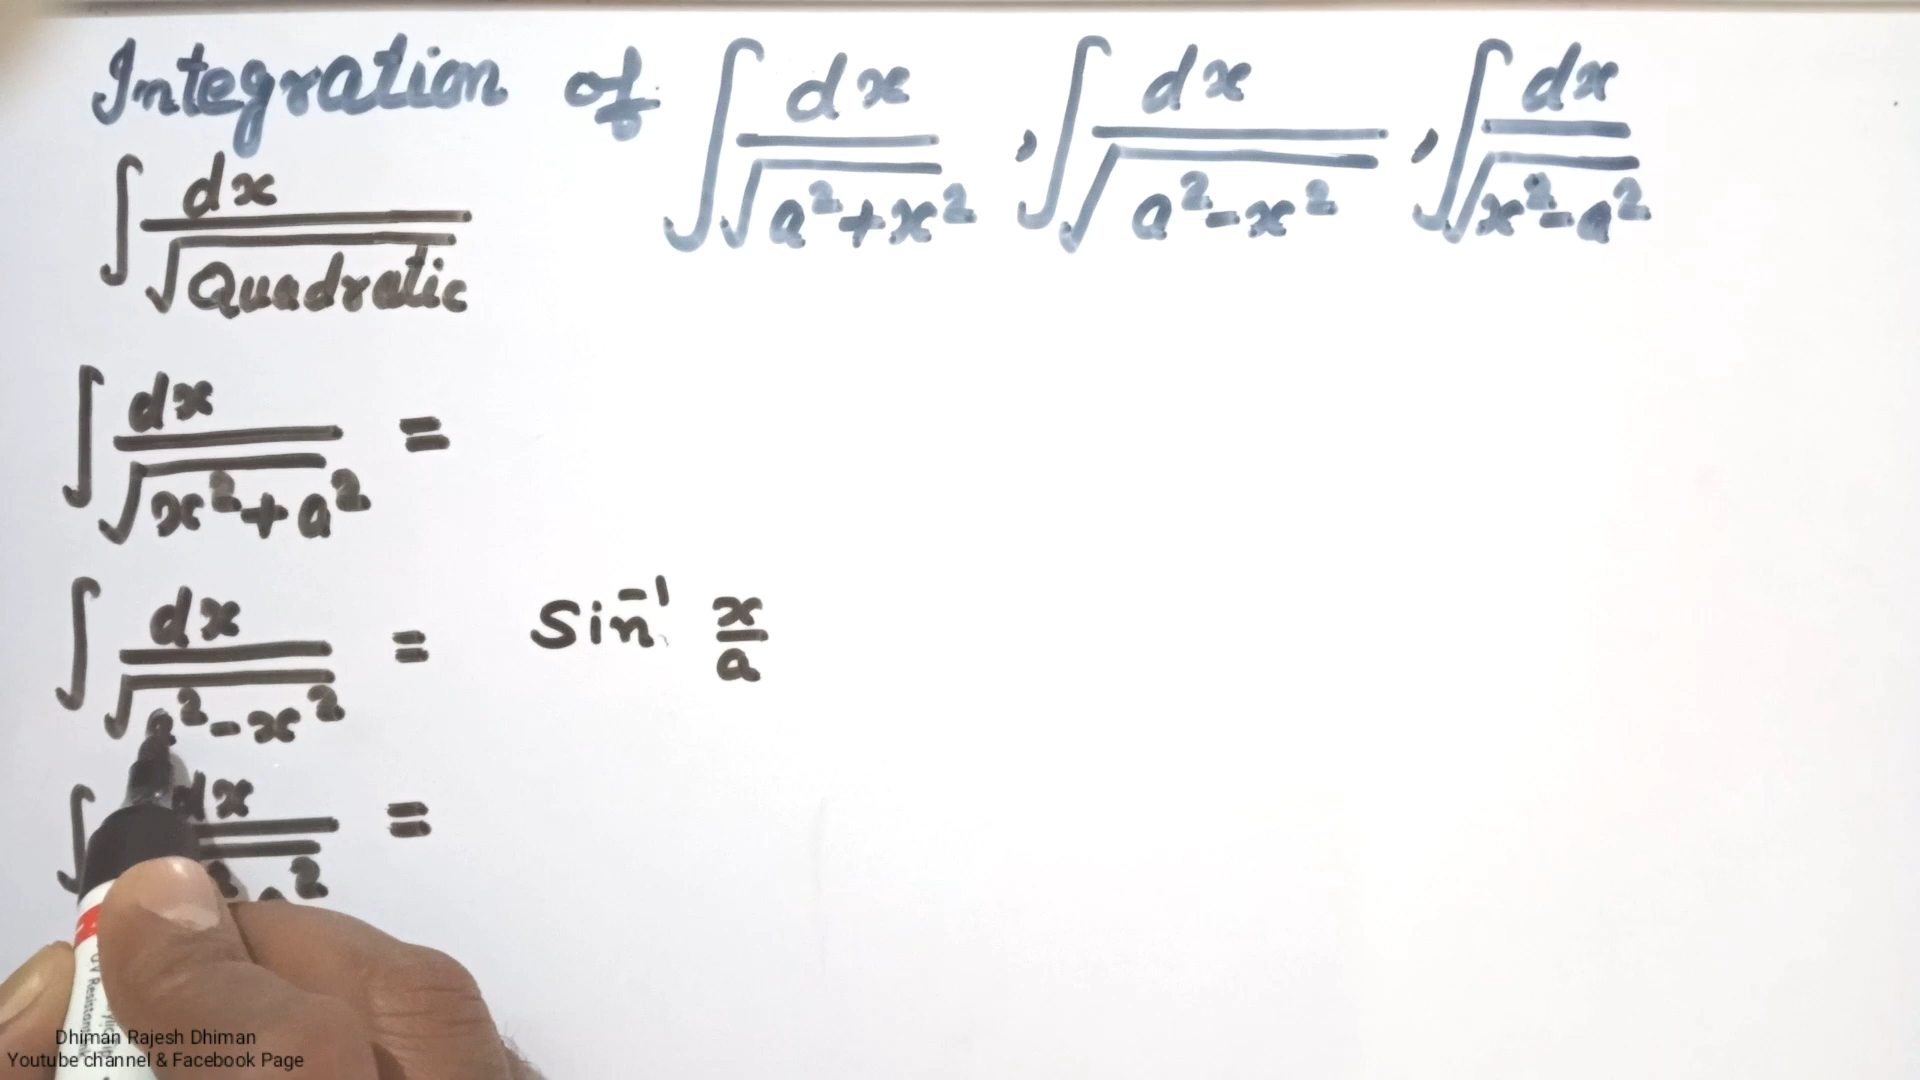 Integration of ∫ dx/√(a²+x²) , ∫ dx/√(a²-x²) , ∫ dx/√(x²-a²)
∫ dx/√Quadratic
∫ dx/√(x²+a²) =
∫ dx/√(a²-x²) = Sin⁻¹ x/a
dx =
Dhiman Rajesh Dhiman
Youtube channel & Facebook Page